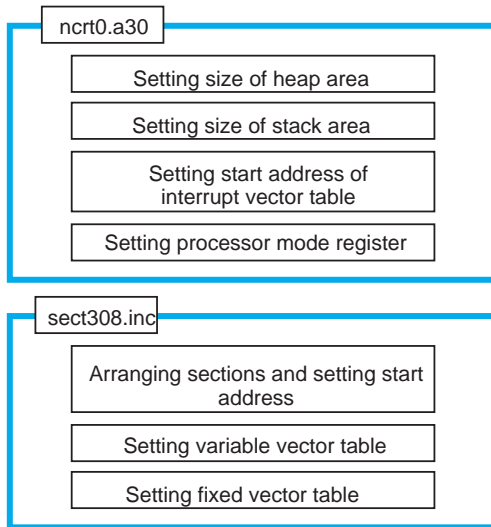 ncrt0.a30
Setting size of heap area
Setting size of stack area
Setting start address of
interrupt vector table
Setting processor mode register
sect308.inc
Arranging sections and setting start
address
Setting variable vector table
Setting fixed vector table